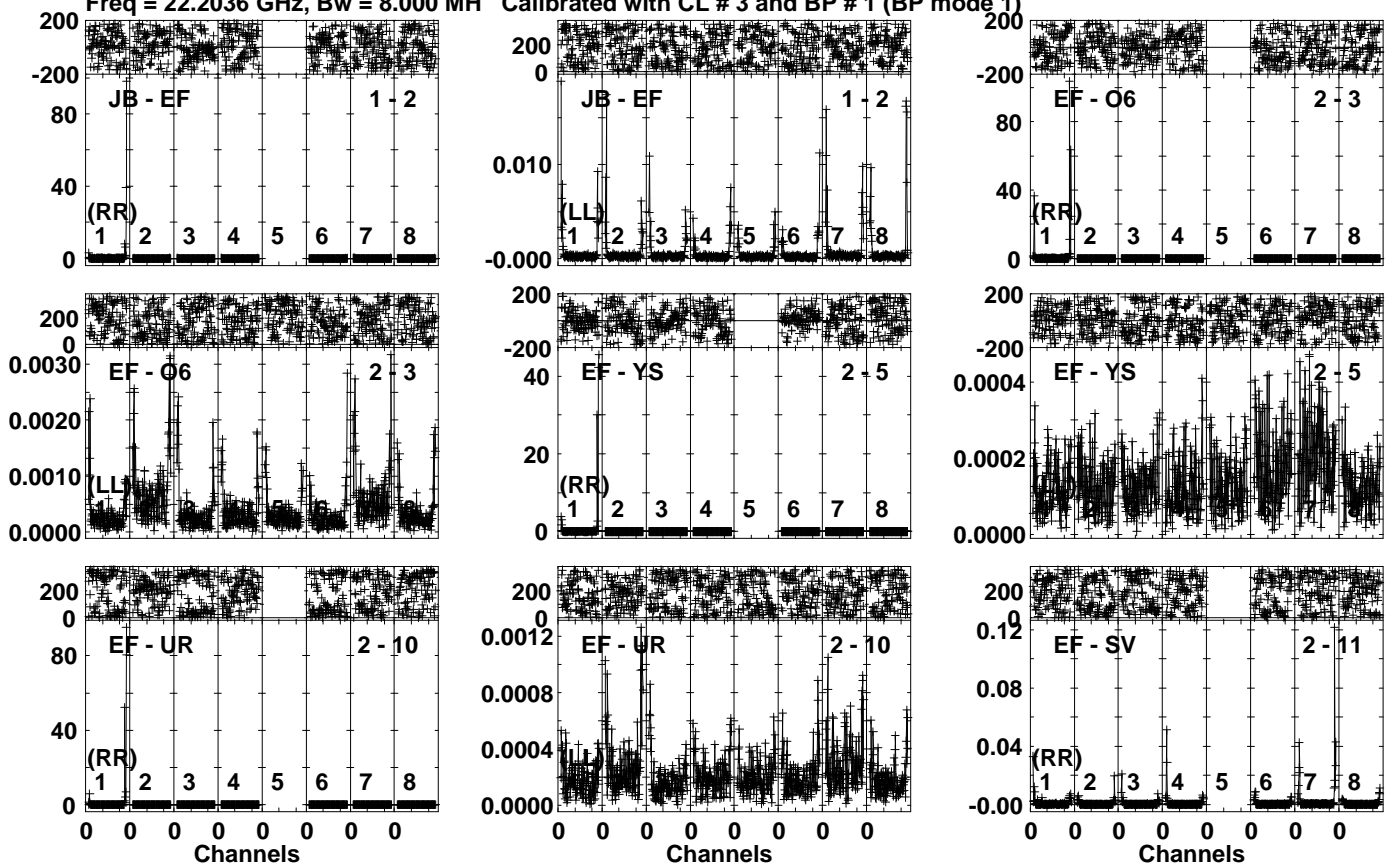 Freq = 22.2036 GHz, Bw = 8.000 MH Calibrated with CL # 3 and BP # 1 (BP mode 1)
200
-200
JB - EF 1 - 2
80
40
0
(RR)
1 2 3 4 5 6 7 8
200
0
JB - EF 1 - 2
0.010
-0.000
(LL)
1 2 3 4 5 6 7 8
200
-200
EF - O6 2 - 3
80
40
0
(RR)
1 2 3 4 5 6 7 8
200
0
EF - O6 2 - 3
0.0030
0.0020
0.0010
0.0000
(LL)
200
-200
EF - YS 2 - 5
40
20
0
(RR)
1 2 3 4 5 6 7 8
200
-200
EF - YS 2 - 5
0.0004
0.0002
0.0000
200
0
EF - UR 2 - 10
80
40
0
(RR)
1 2 3 4 5 6 7 8
0 0 0 0 0 0 0 0
Channels
200
0
EF - UR 2 - 10
0.0012
0.0008
0.0004
0.0000
(LL)
0 0 0 0 0 0 0 0
Channels
200
0
EF - SV 2 - 11
0.12
0.08
0.04
-0.00
(RR)
1 2 3 4 5 6 7 8
0 0 0 0 0 0 0 0
Channels